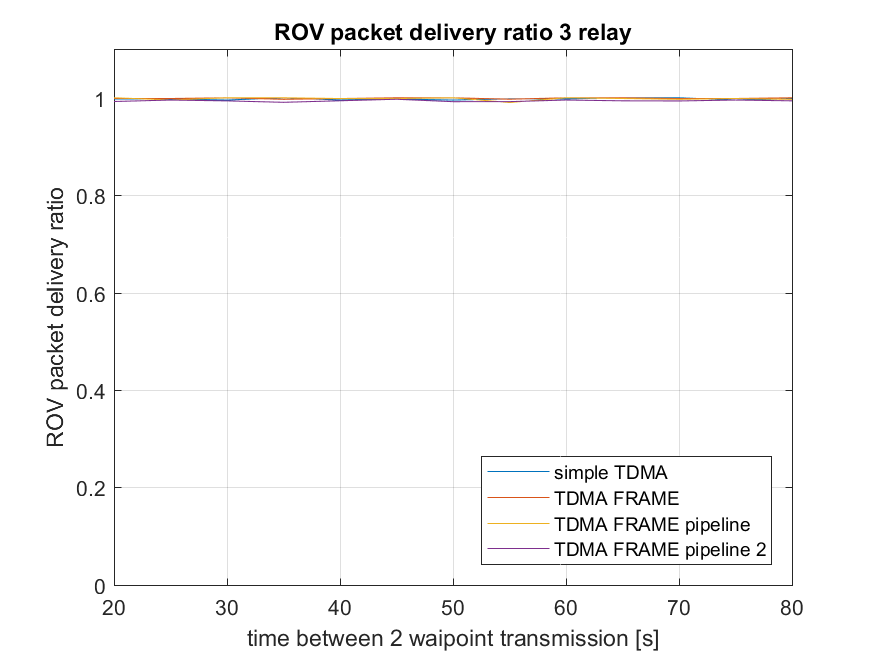 ROV packet delivery ratio 3 relay
ROV packet delivery ratio
1
0.8
0.6
0.4
0.2
0
simple TDMA
TDMA FRAME
TDMA FRAME pipeline
TDMA FRAME pipeline 2
20 30 40 50 60 70 80
time between 2 waipoint transmission [s]